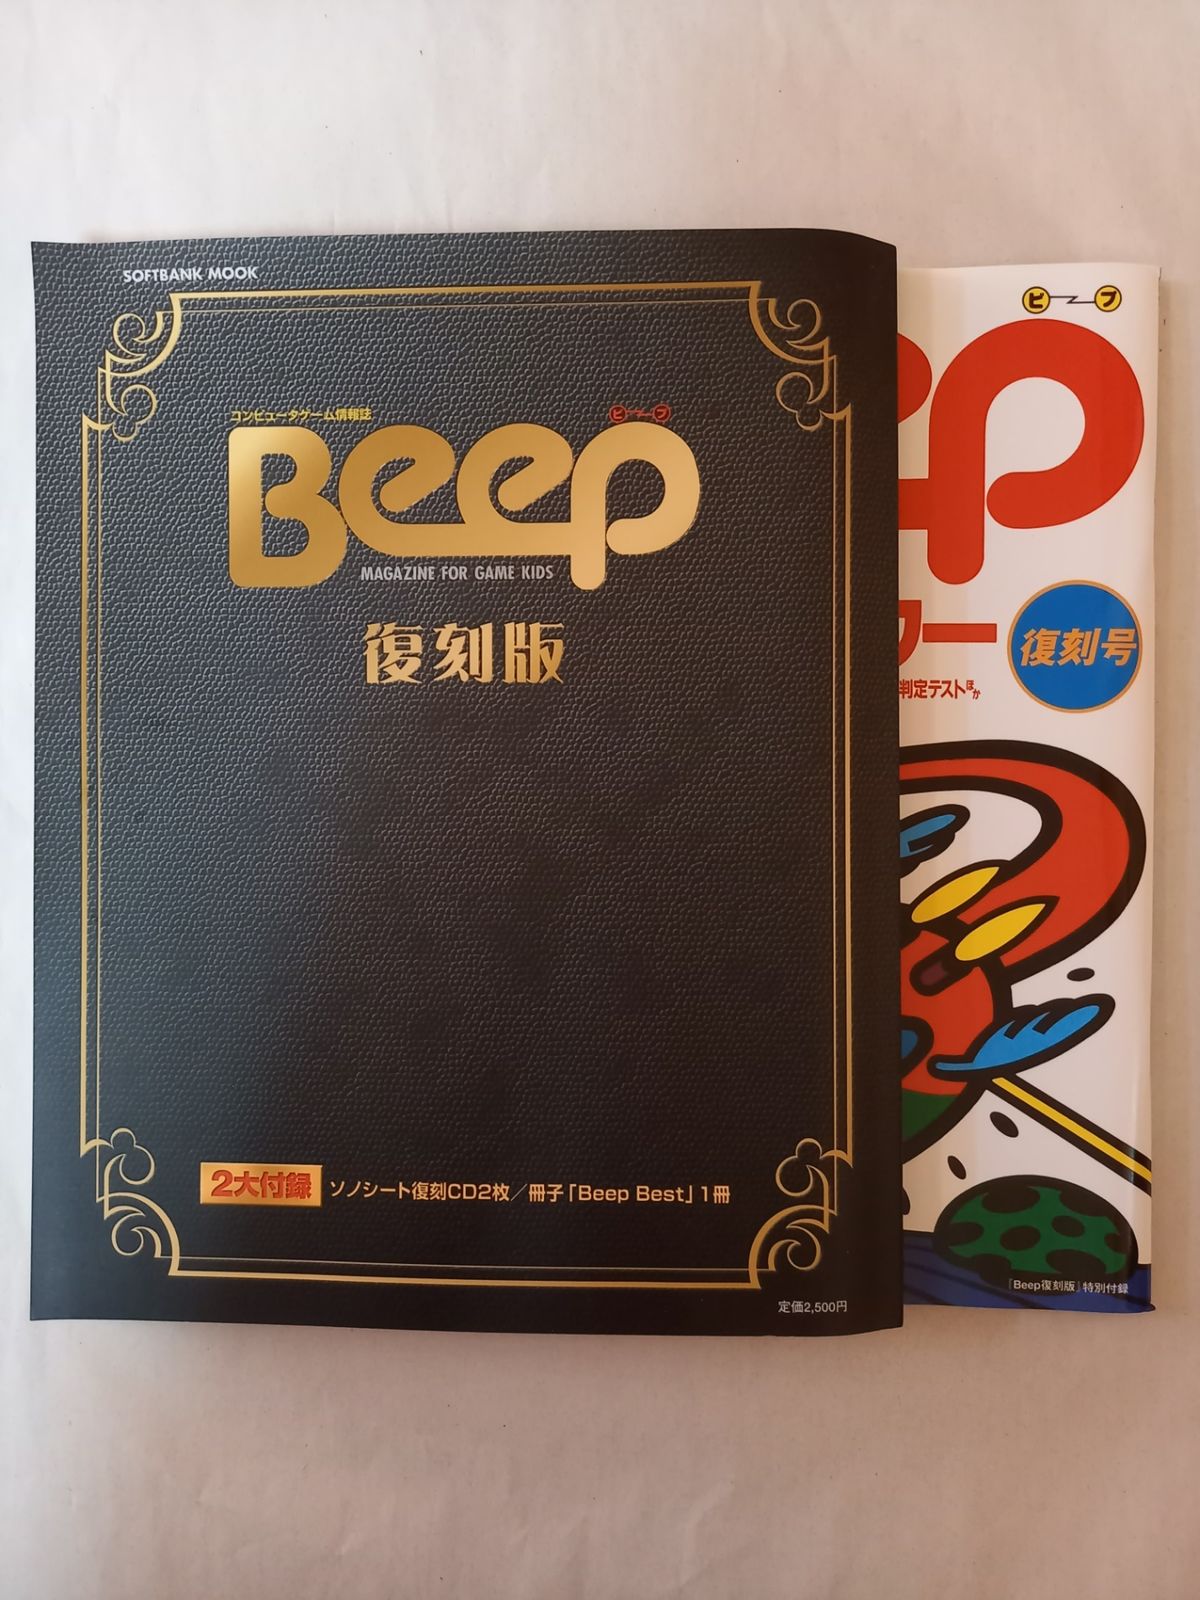 SOFTBANK MOOK
コンピュータゲーム情報誌
ピープ
Beep
MAGAZINE FOR GAME KIDS
復刻版
2大付録 ソノシート復刻CD2枚／冊子「Beep Best」1冊
定価2,500円
ピープ
ep
ー
復刻号
判定テストほか
『Beep復刻版』特別付録